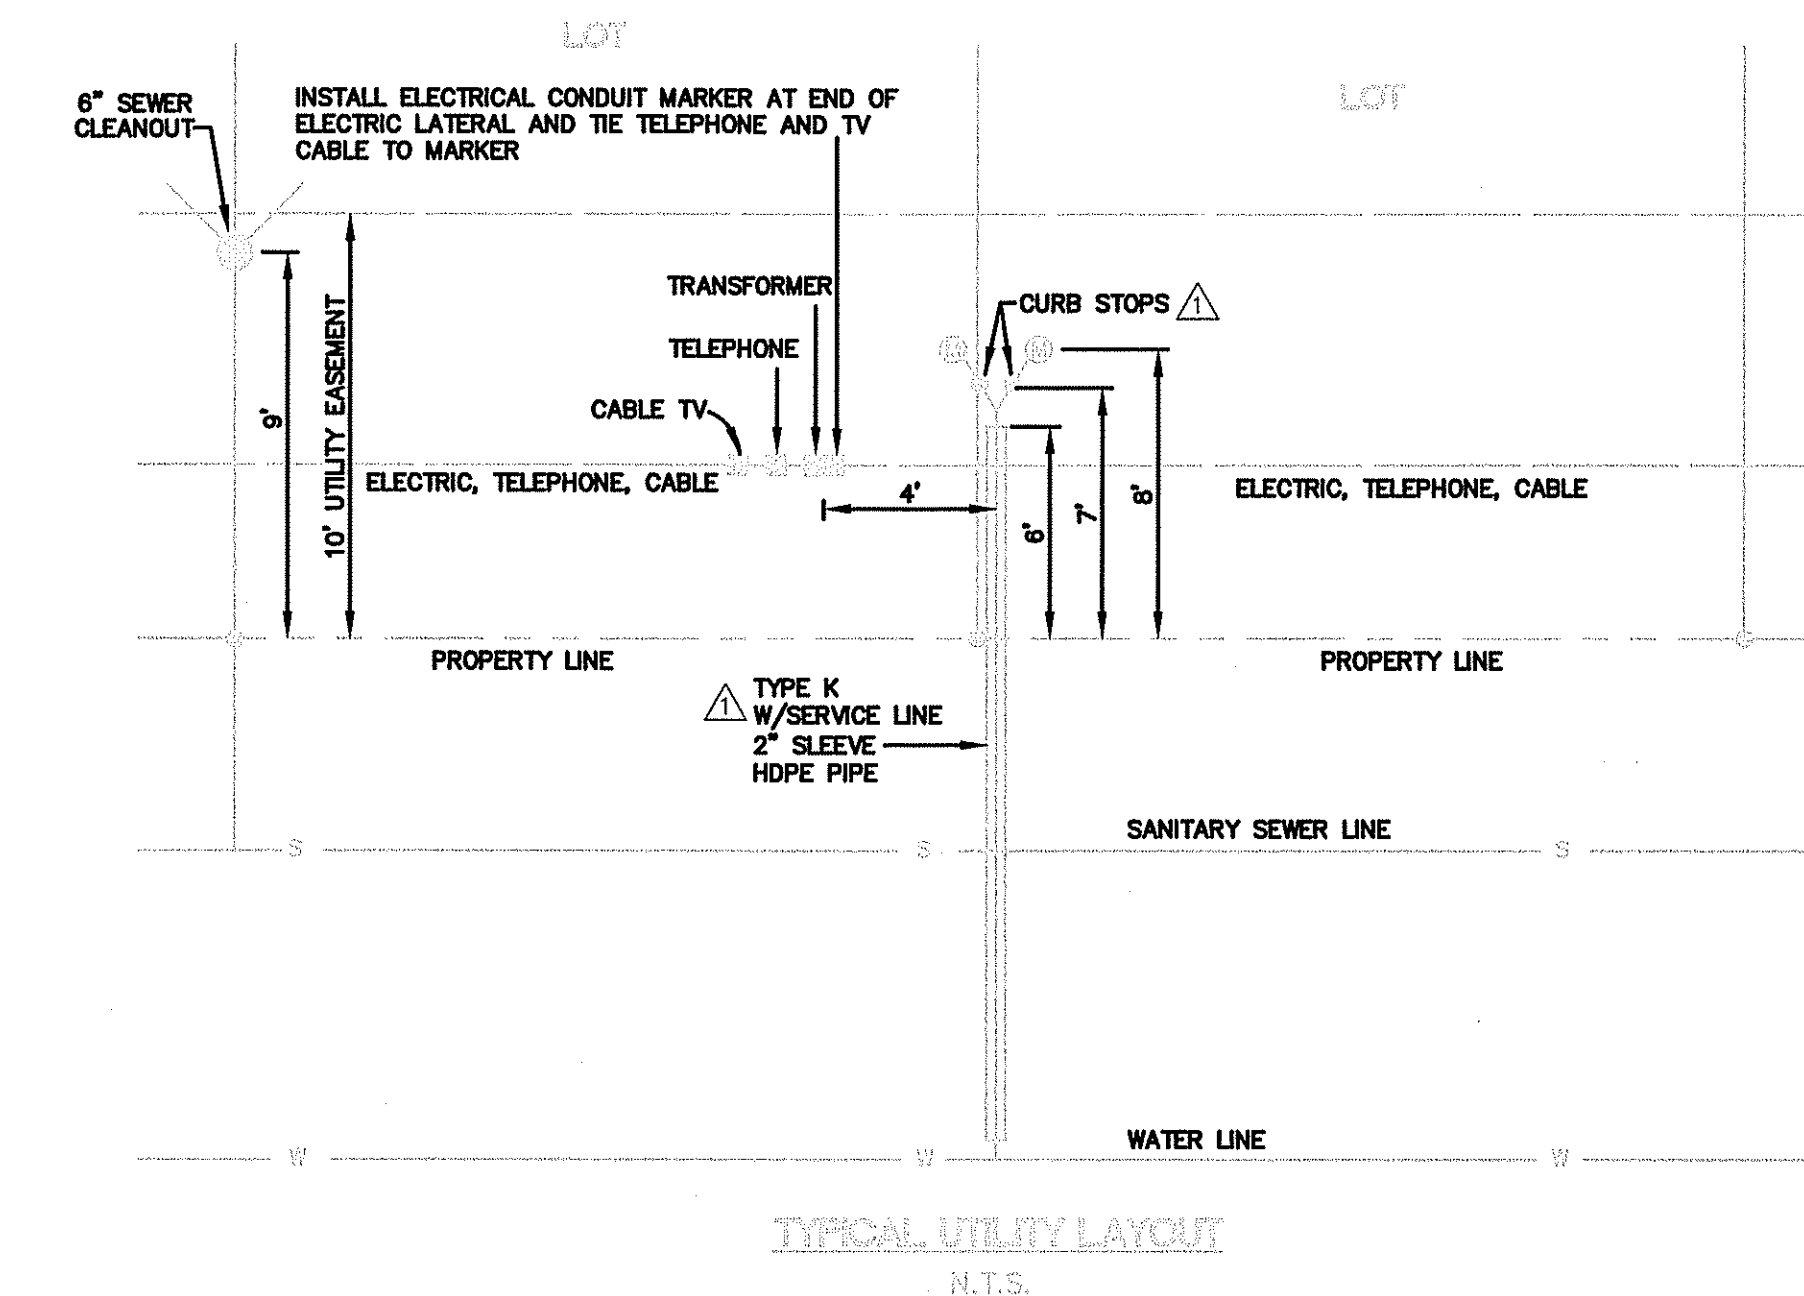 LOT
LOT
6" SEWER
CLEANOUT
INSTALL ELECTRICAL CONDUIT MARKER AT END OF
ELECTRIC LATERAL AND TIE TELEPHONE AND TV
CABLE TO MARKER
TRANSFORMER
CURB STOPS 1
TELEPHONE
M
CABLE TV
9'
10' UTILITY EASEMENT
ELECTRIC, TELEPHONE, CABLE
4'
6'
7'
8'
ELECTRIC, TELEPHONE, CABLE
PROPERTY LINE
PROPERTY LINE
1
TYPE K
W/SERVICE LINE
2" SLEEVE
HDPE PIPE
SANITARY SEWER LINE
S
S
S
WATER LINE
W
W
W
TYPICAL UTILITY LAYOUT
N.T.S.